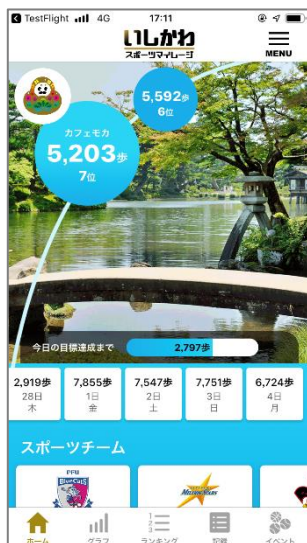 TestFlight 4G 17:11
いしかわ
スポーツマイレージ
MENU
5,592歩
6位
カフェモカ
5,203歩
7位
今日の目標達成まで 2,797歩
2,919歩 7,855歩 7,547歩 7,751歩 6,724歩
28日 1日 2日 3日 4日
木 金 土 日 月
スポーツチーム
PFU
BlueCats
MILLION STARS
ホーム グラフ ランキング 記録 イベント